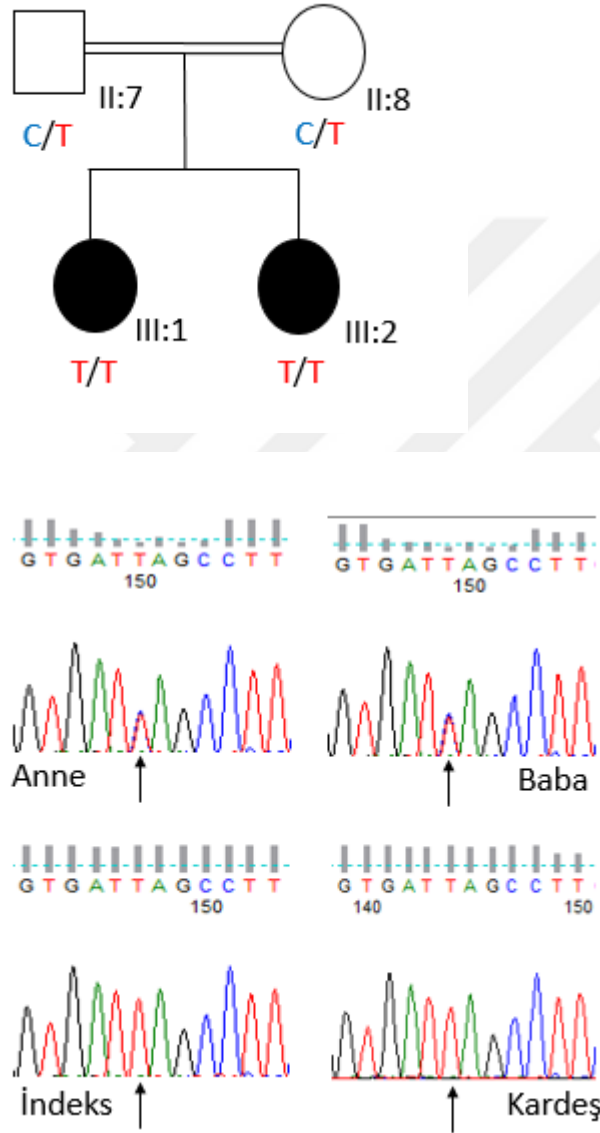 II:7 II:8
C/T C/T
III:1 III:2
T/T T/T
G T G A T T A G C C T T
150
G T G A T T A G C C T T
150
Anne Baba
G T G A T T A G C C T T
150
G T G A T T A G C C T T
140 150
İndeks Kardeş